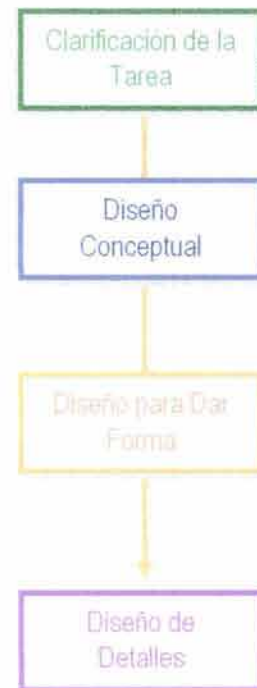 Clarificación de la
Tarea
Diseño
Conceptual
Diseño para Dar
Forma
Diseño de
Detalles